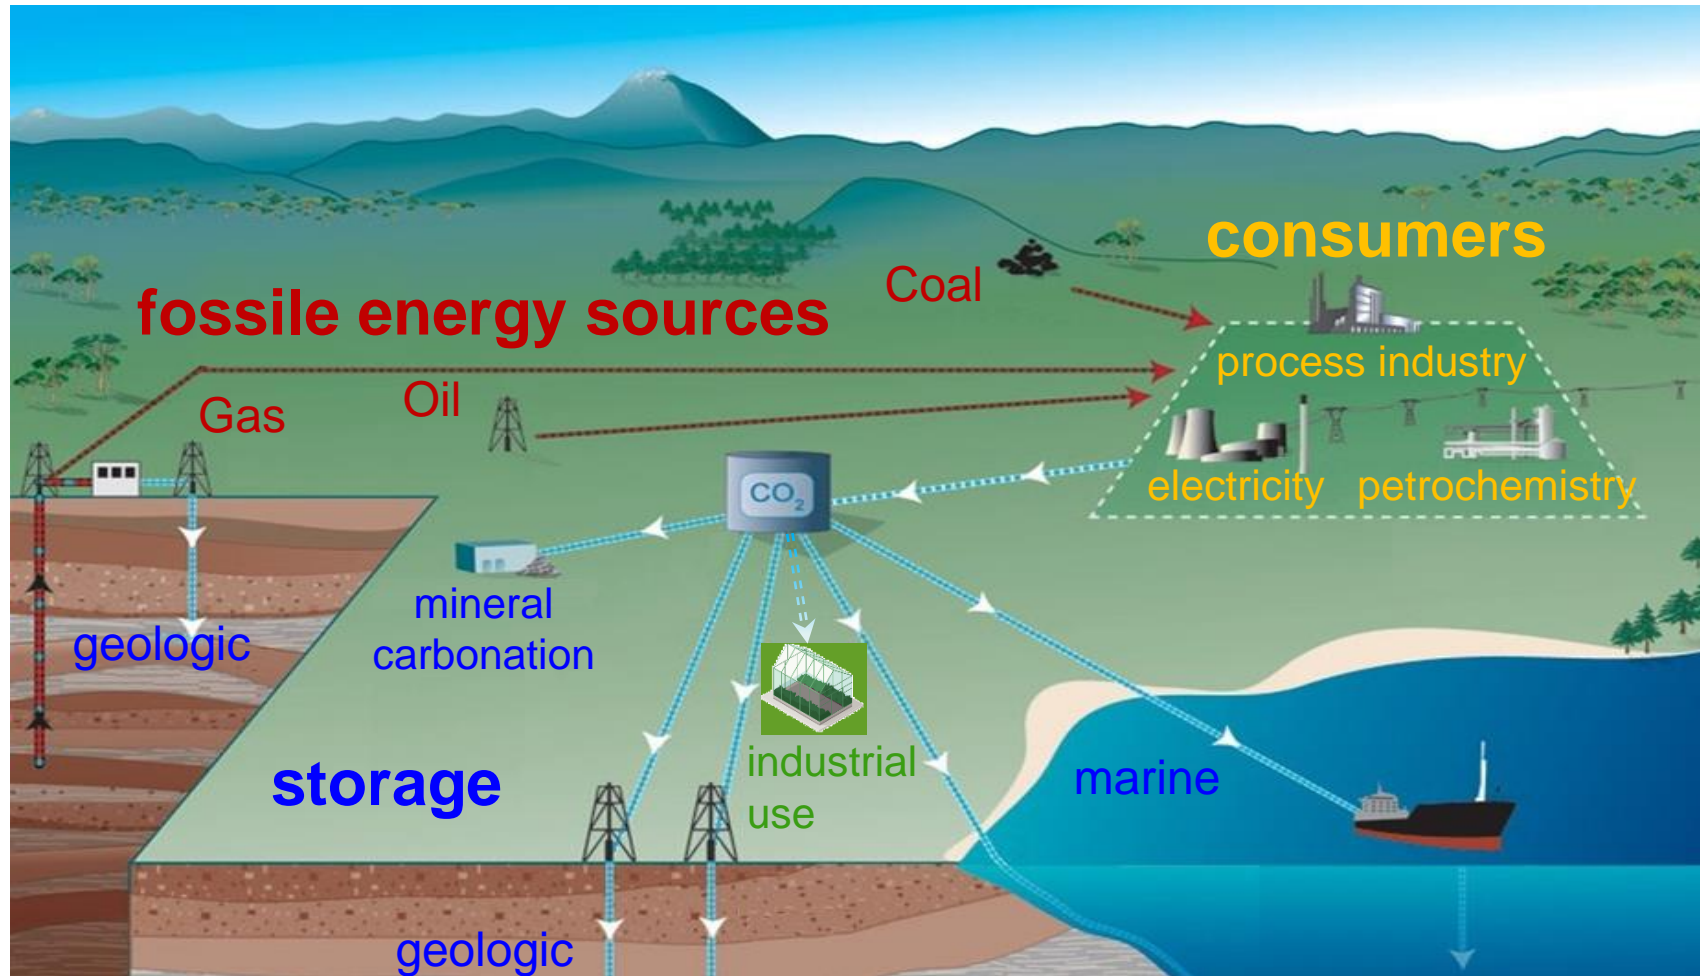 consumers
Coal
fossile energy sources
process industry
Oil
Gas
electricity
petrochemistry
CO2
mineral
carbonation
geologic
industrial
use
marine
storage
geologic